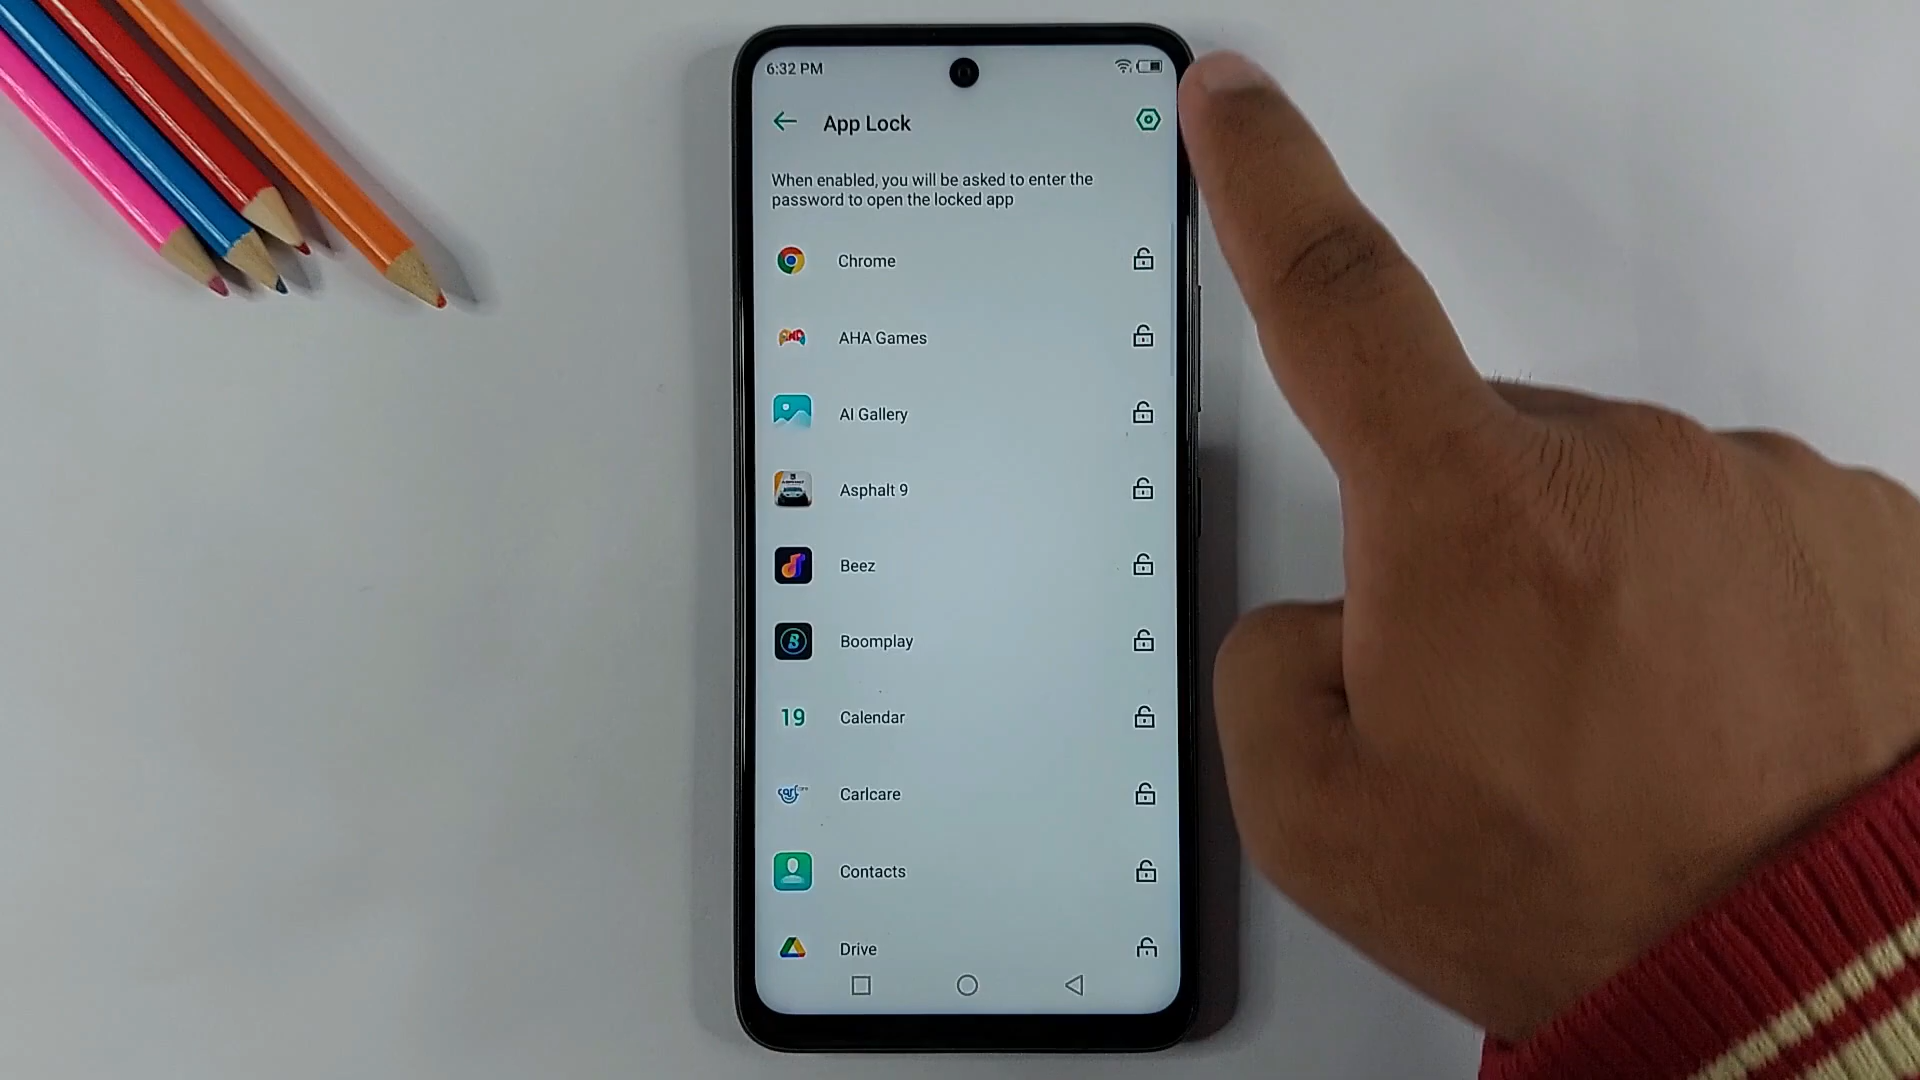 6:32 PM
App Lock
When enabled, you will be asked to enter the
password to open the locked app
Chrome
AHA Games
AI Gallery
Asphalt 9
Beez
Boomplay
19 Calendar
Carlcare
Contacts
Drive